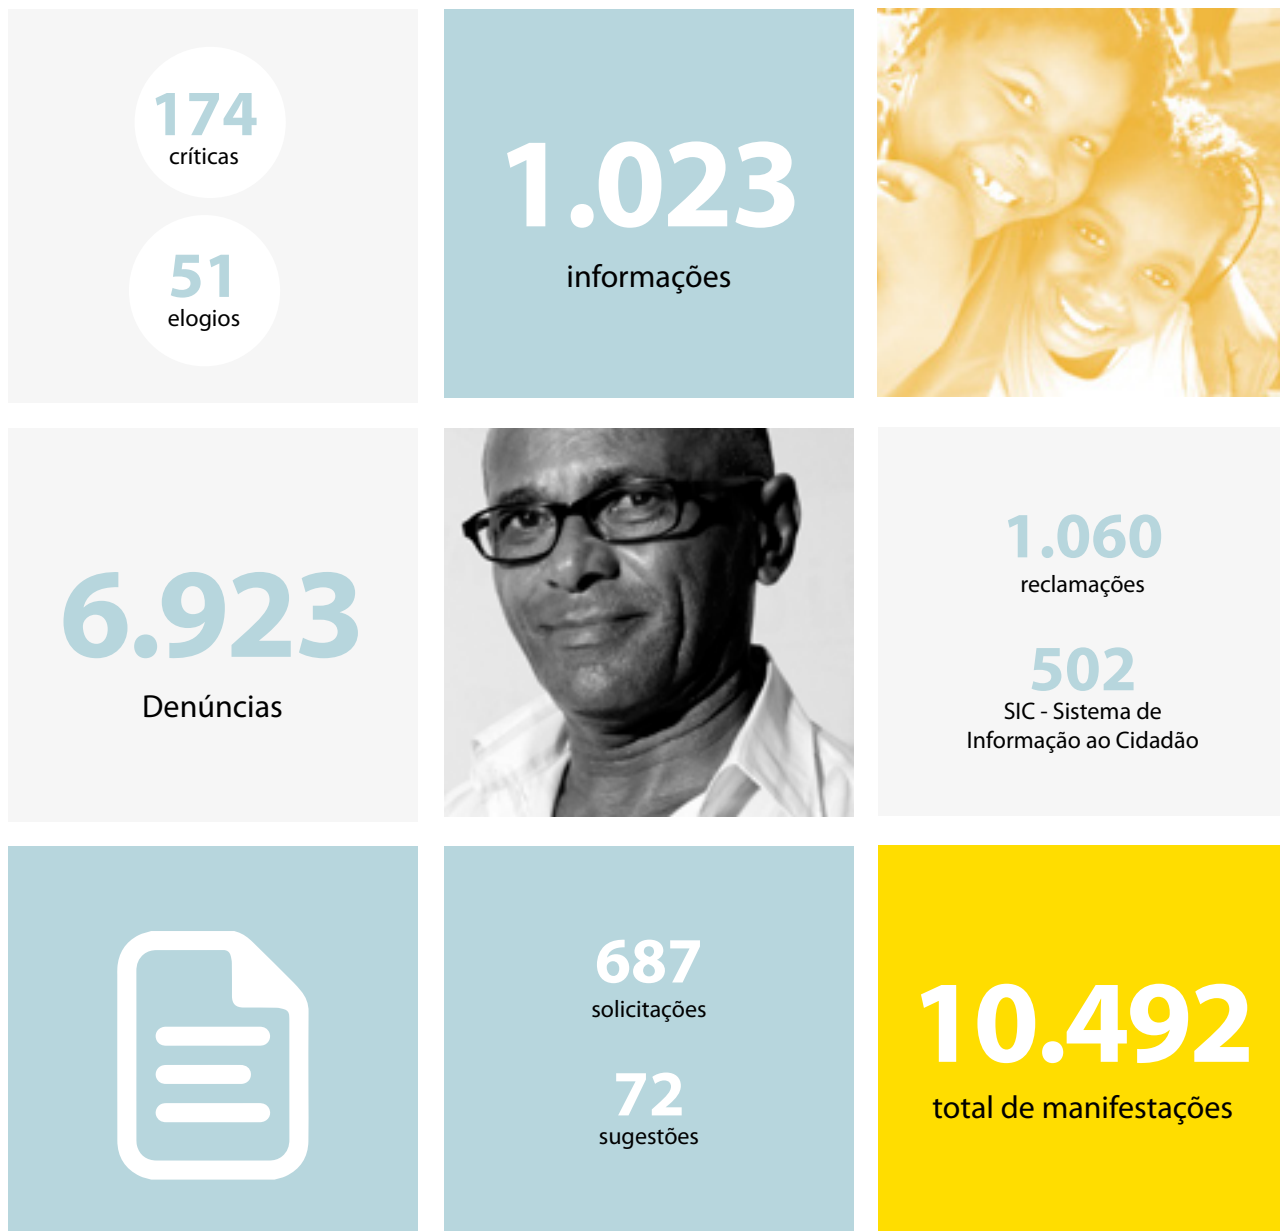 174
críticas
51
elogios
1.023
informações
6.923
Denúncias
1.060
reclamações
502
SIC - Sistema de
Informação ao Cidadão
687
solicitações
72
sugestões
10.492
total de manifestações